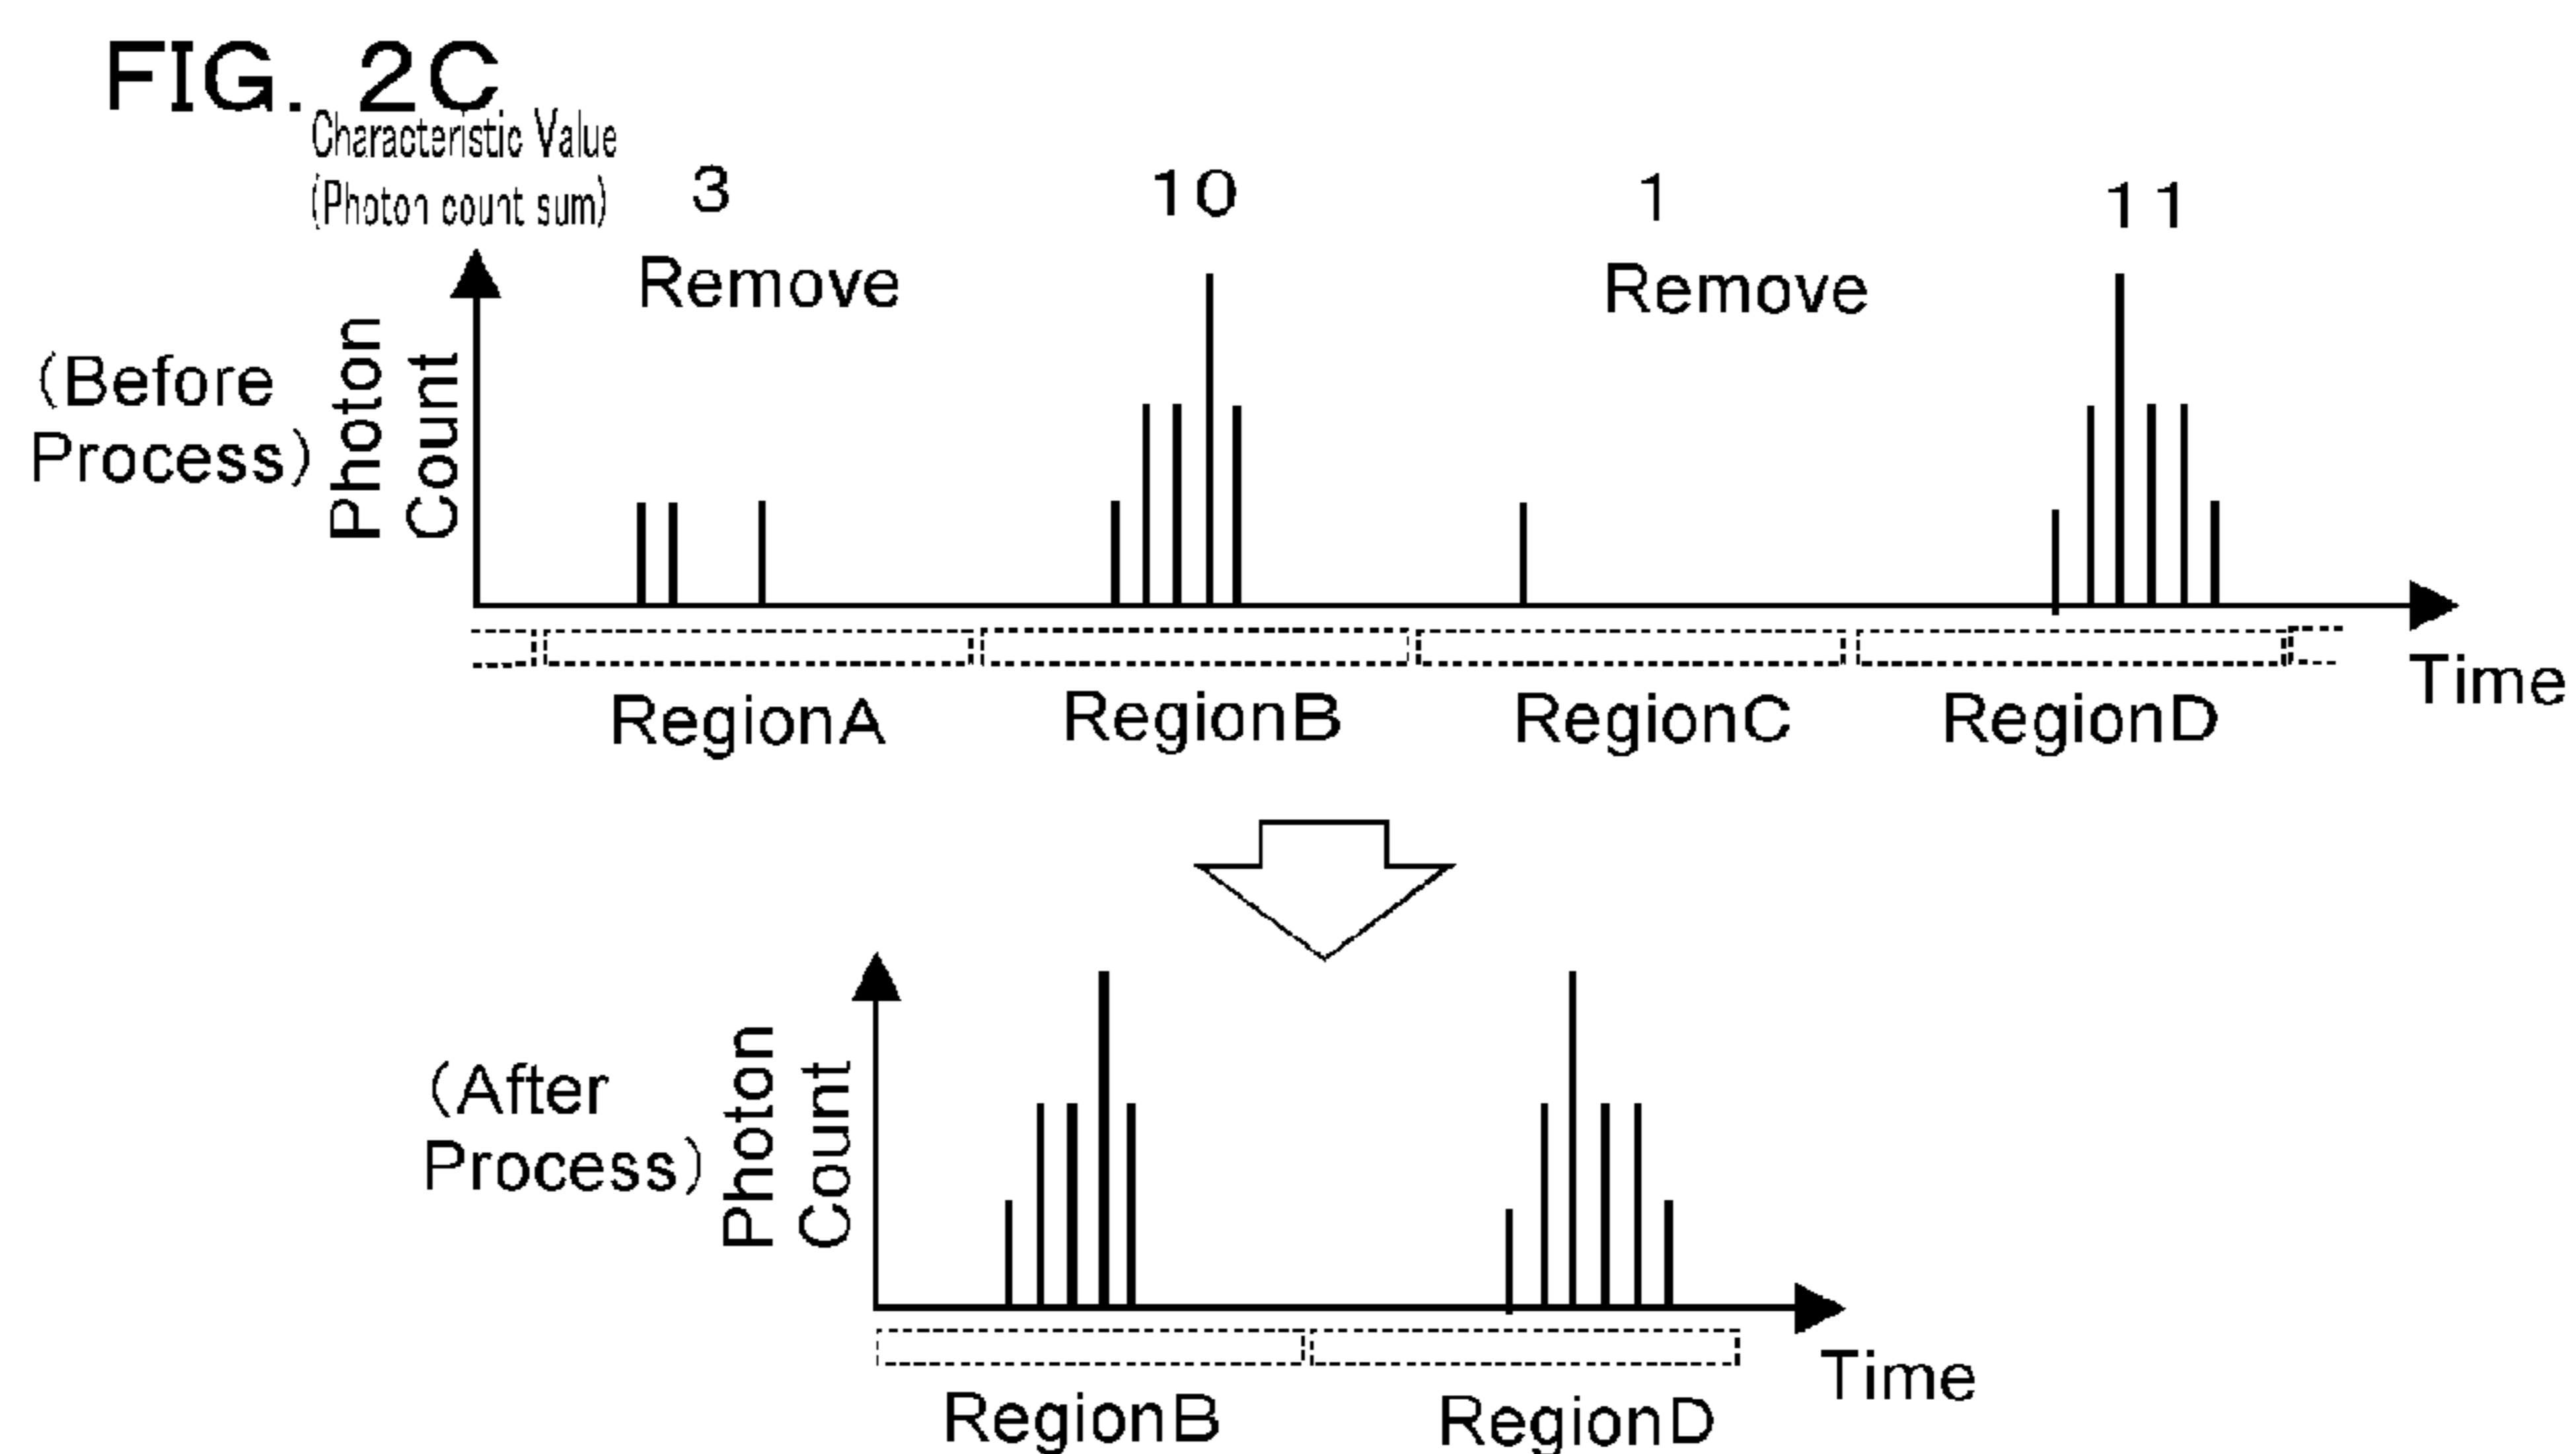 FIG. 2C
Characteristic Value
(Photon count sum)
3
10
1
11
Remove
Remove
(Before
Process)
Photon
Count
RegionA
RegionB
RegionC
RegionD
Time
(After
Process)
Photon
Count
RegionB
RegionD
Time